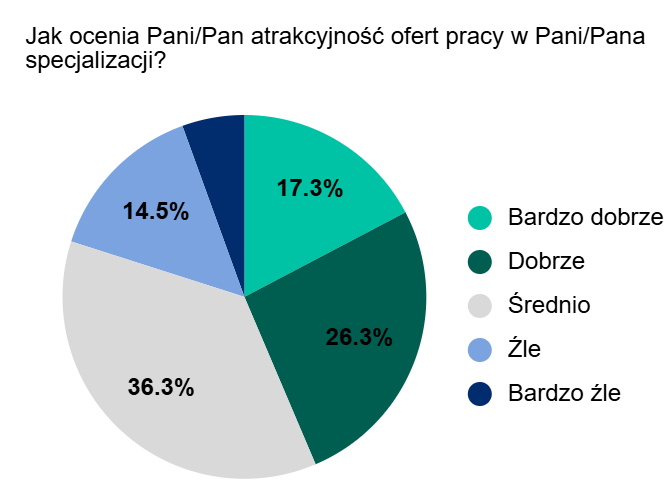 Jak ocenia Pani/Pan atrakcyjność ofert pracy w Pani/Pana
specjalizacji?
17.3%
14.5%
26.3%
36.3%
Bardzo dobrze
Dobrze
Średnio
Źle
Bardzo źle